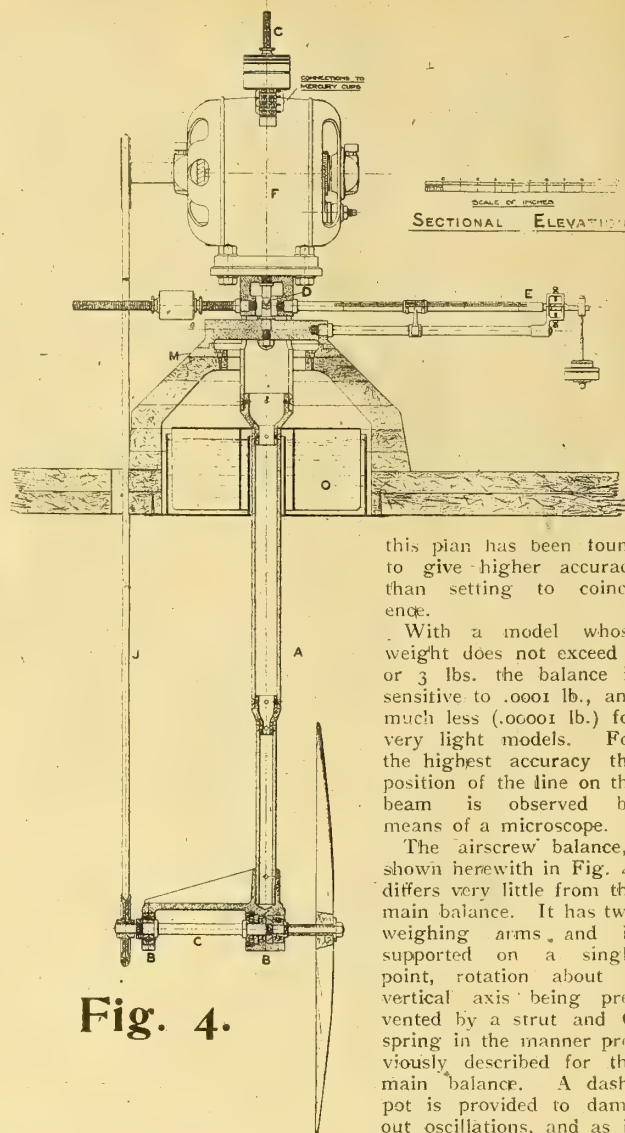 C
CONNECTIONS TO
MERCURY CUPS
F
SCALE OF INCHES
SECTIONAL ELEVATI
D
E
M
O
A
J
B
C
B
Fig. 4.
this plan has been foun
to give higher accurac
than setting to coinc
ence.
With a model whos
weight does not exceed
or 3 lbs. the balance i
sensitive to .0001 lb., an
much less (.00001 lb.) fo
very light models. Fo
the highest accuracy th
position of the line on th
beam is observed b
means of a microscope.
The airscrew balance,
shown herewith in Fig. 4
differs very little from th
main balance. It has tw
weighing arms and i
supported on a singl
point, rotation about
vertical axis being pre
vented by a strut and
spring in the manner pre
viously described for th
main balance. A dash
pot is provided to dam
out oscillations, and as i